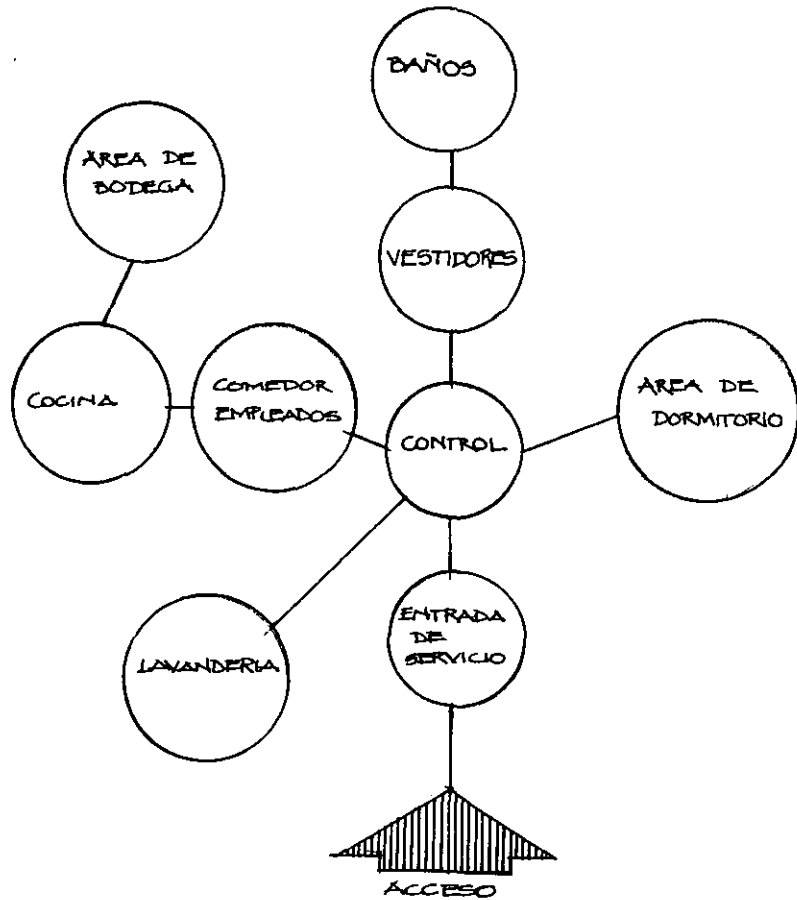 BAÑOS
ÁREA DE
BODEGA
VESTIDORES
COCINA
COMEDOR
EMPLEADOS
CONTROL
ÁREA DE
DORMITORIO
LAVANDERIA
ENTRADA
DE
SERVICIO
ACCESO